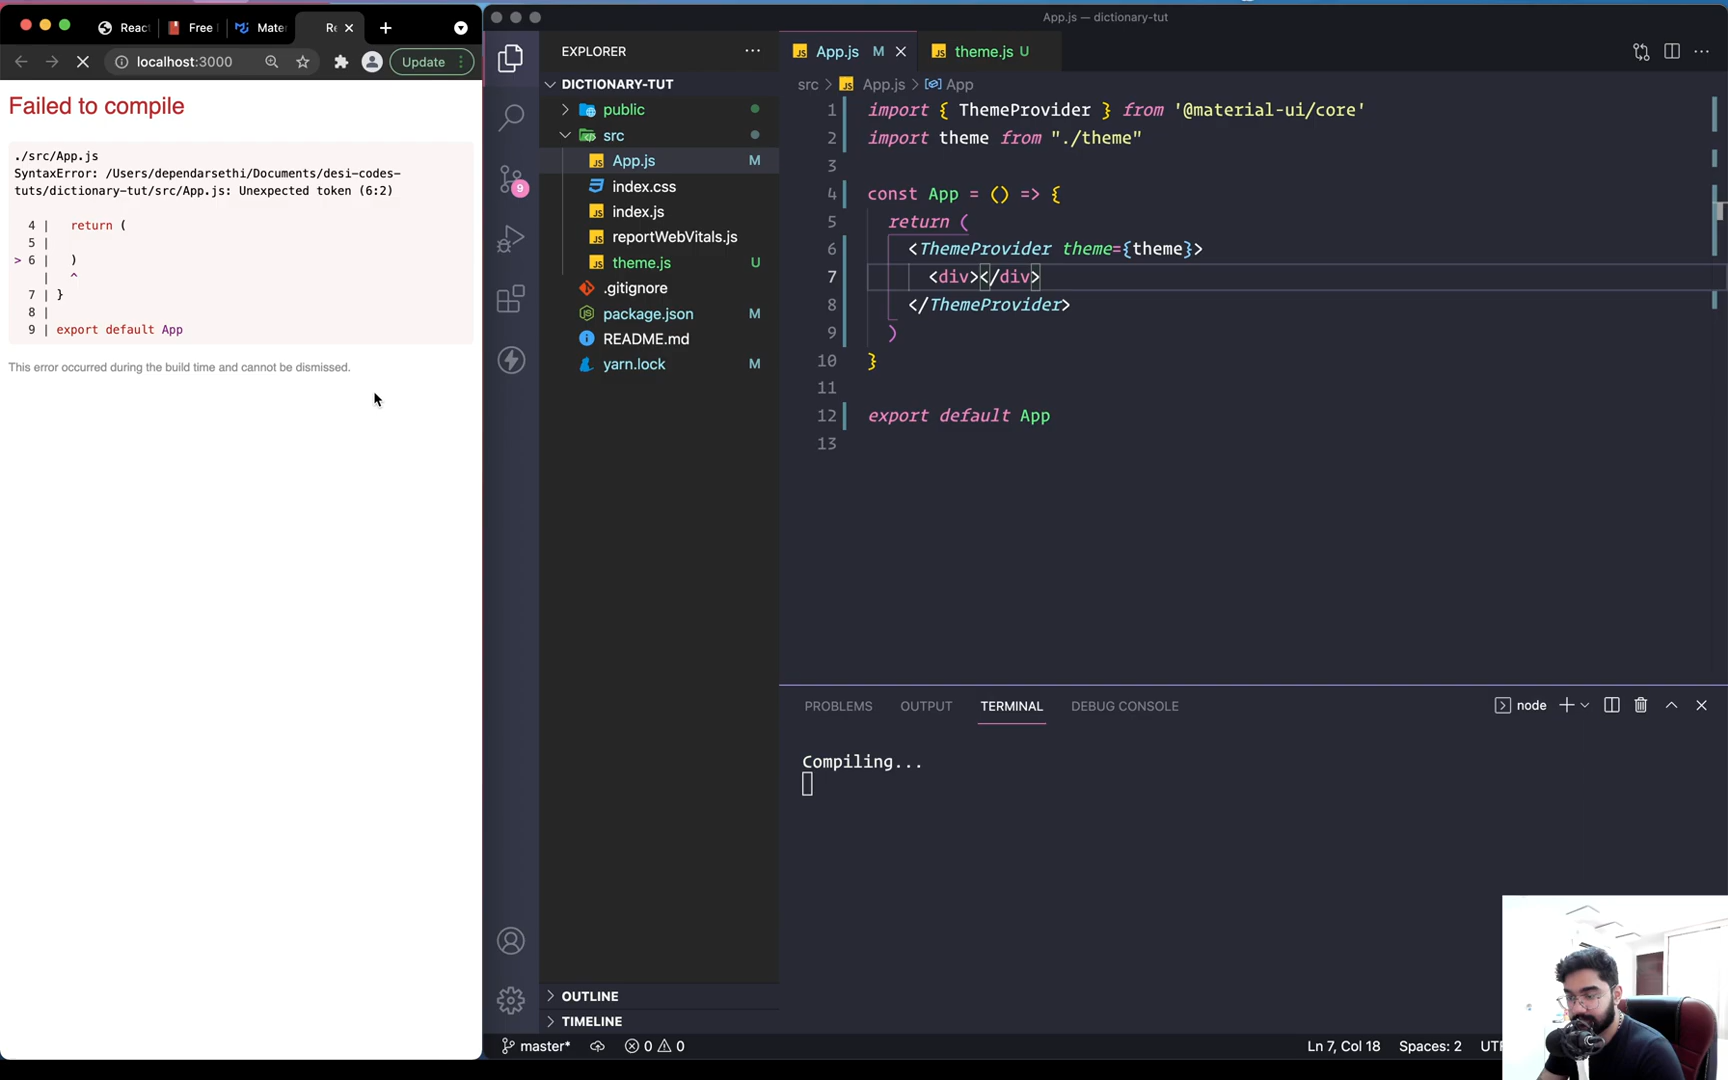 App.js — dictionary-tut
Reac
Free
Mater
Re
localhost:3000
Update
Failed to compile
./src/App.js
SyntaxError: /Users/dependarsethi/Documents/desi-codes-
tuts/dictionary-tut/src/App.js: Unexpected token (6:2)
4 | return (
5 |
> 6 | )
| ^
7 | }
8 |
9 | export default App
This error occurred during the build time and cannot be dismissed.
EXPLORER
DICTIONARY-TUT
public
src
App.js M
index.css
index.js
reportWebVitals.js
theme.js U
.gitignore
package.json M
README.md
yarn.lock M
OUTLINE
TIMELINE
9
App.js M
theme.js U
src > App.js > App
1 import { ThemeProvider } from '@material-ui/core'
2 import theme from "./theme"
3
4 const App = () => {
5 return (
6 <ThemeProvider theme={theme}>
7 <div></div>
8 </ThemeProvider>
9 )
10 }
11
12 export default App
13
PROBLEMS OUTPUT TERMINAL DEBUG CONSOLE
node
Compiling...
master* 0 0
Ln 7, Col 18 Spaces: 2 UTF